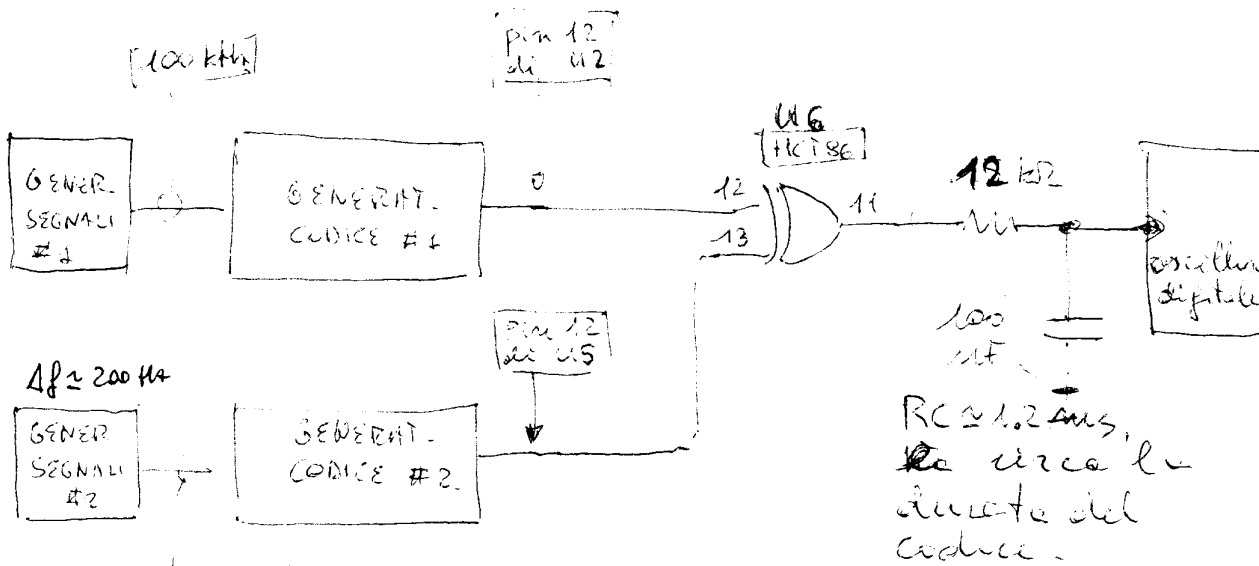 [100 kHz]
pin 12
di U2
GENER.
SEGNALI
#1
GENERAT.
CODICE #1
U6
HCT86
12
13
11
12 kΩ
oscillo
digitale
pin 12
di U5
100
nF
Δf ≃ 200 Hz
GENER
SEGNALI
#2
GENERAT.
CODICE #2.
RC ≃ 1.2 ms,
circa la
durata del
codice.